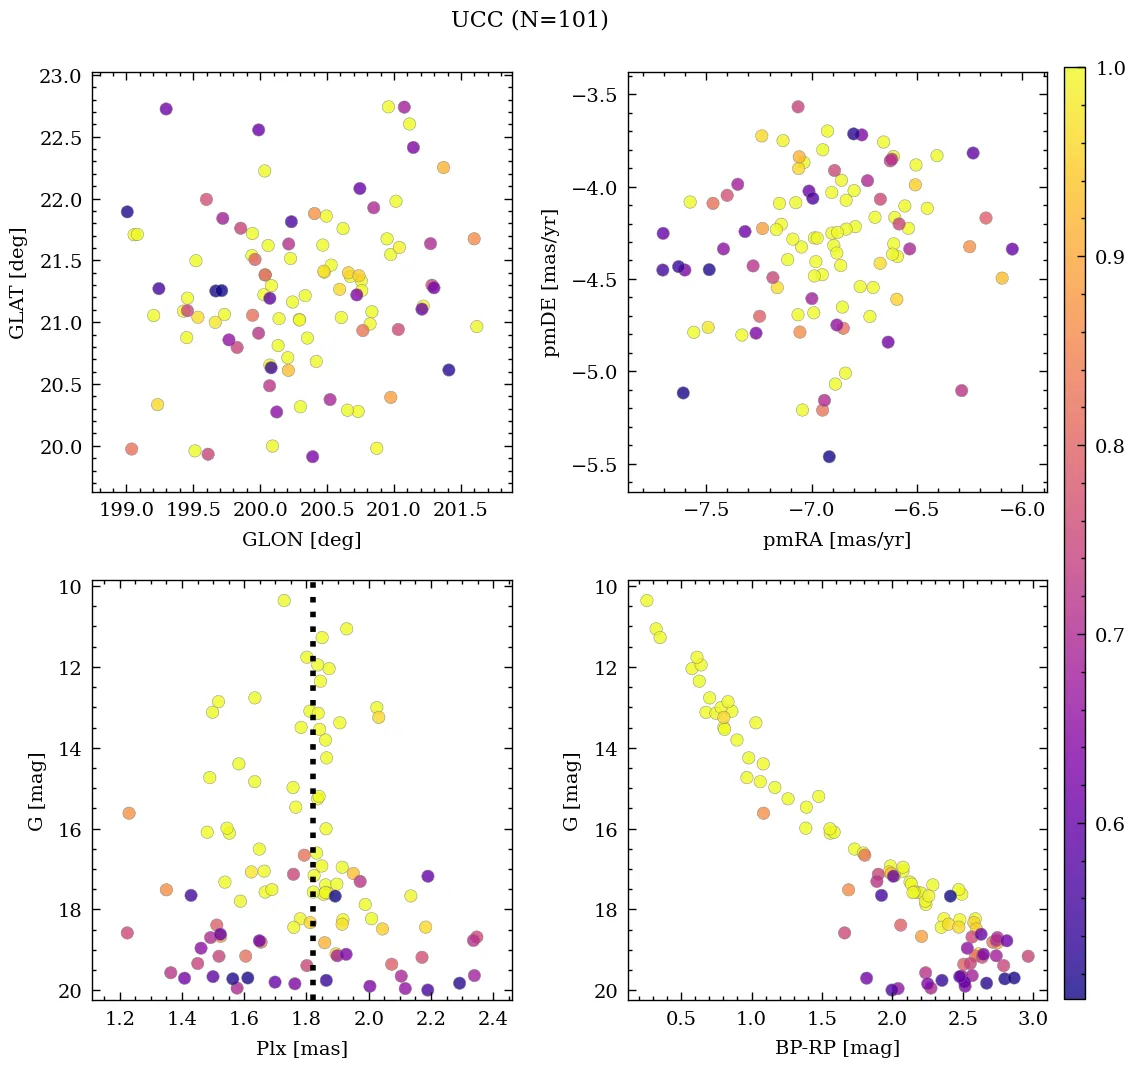 UCC (N=101)
23.0
22.5
22.0
21.5
21.0
20.5
20.0
GLAT [deg]
199.0 199.5 200.0 200.5 201.0 201.5
GLON [deg]
−3.5
−4.0
−4.5
−5.0
−5.5
pmDE [mas/yr]
−7.5 −7.0 −6.5 −6.0
pmRA [mas/yr]
10
12
14
16
18
20
G [mag]
1.2 1.4 1.6 1.8 2.0 2.2 2.4
Plx [mas]
10
12
14
16
18
20
G [mag]
0.5 1.0 1.5 2.0 2.5 3.0
BP-RP [mag]
1.0
0.9
0.8
0.7
0.6